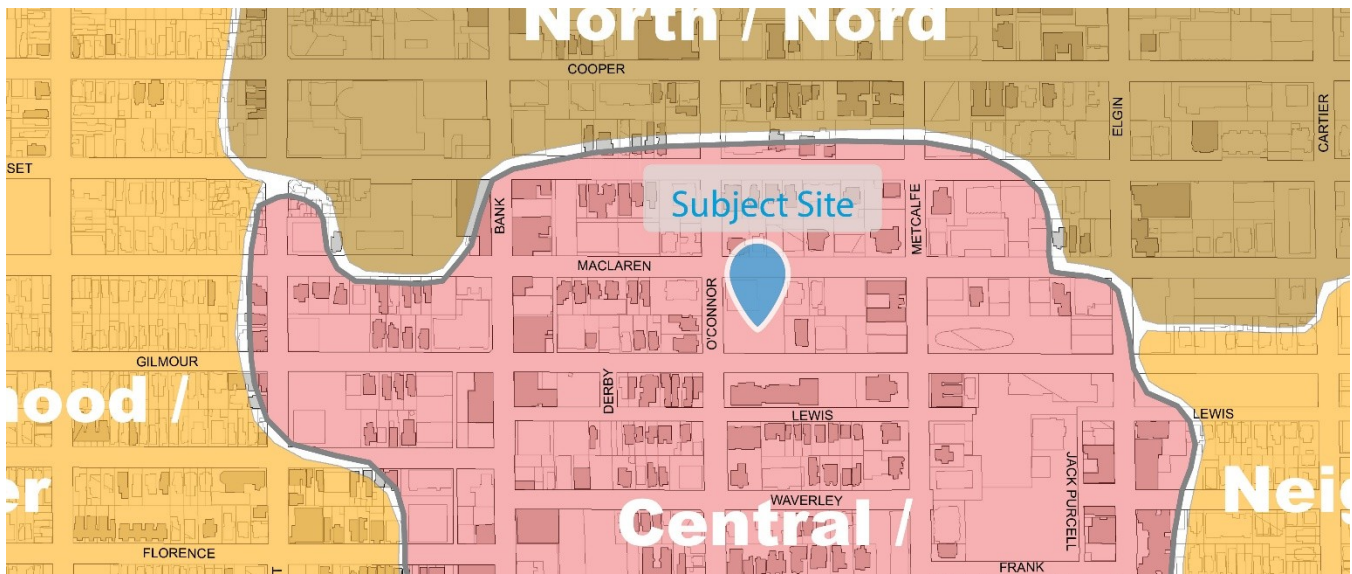 North / Nord
COOPER
ELGIN
CARTIER
SET
Subject Site
BANK
METCALFE
MACLAREN
O'CONNOR
GILMOUR
hood /
DERBY
LEWIS
LEWIS
er
JACK PURCELL
Neig
WAVERLEY
Central /
FLORENCE
FRANK